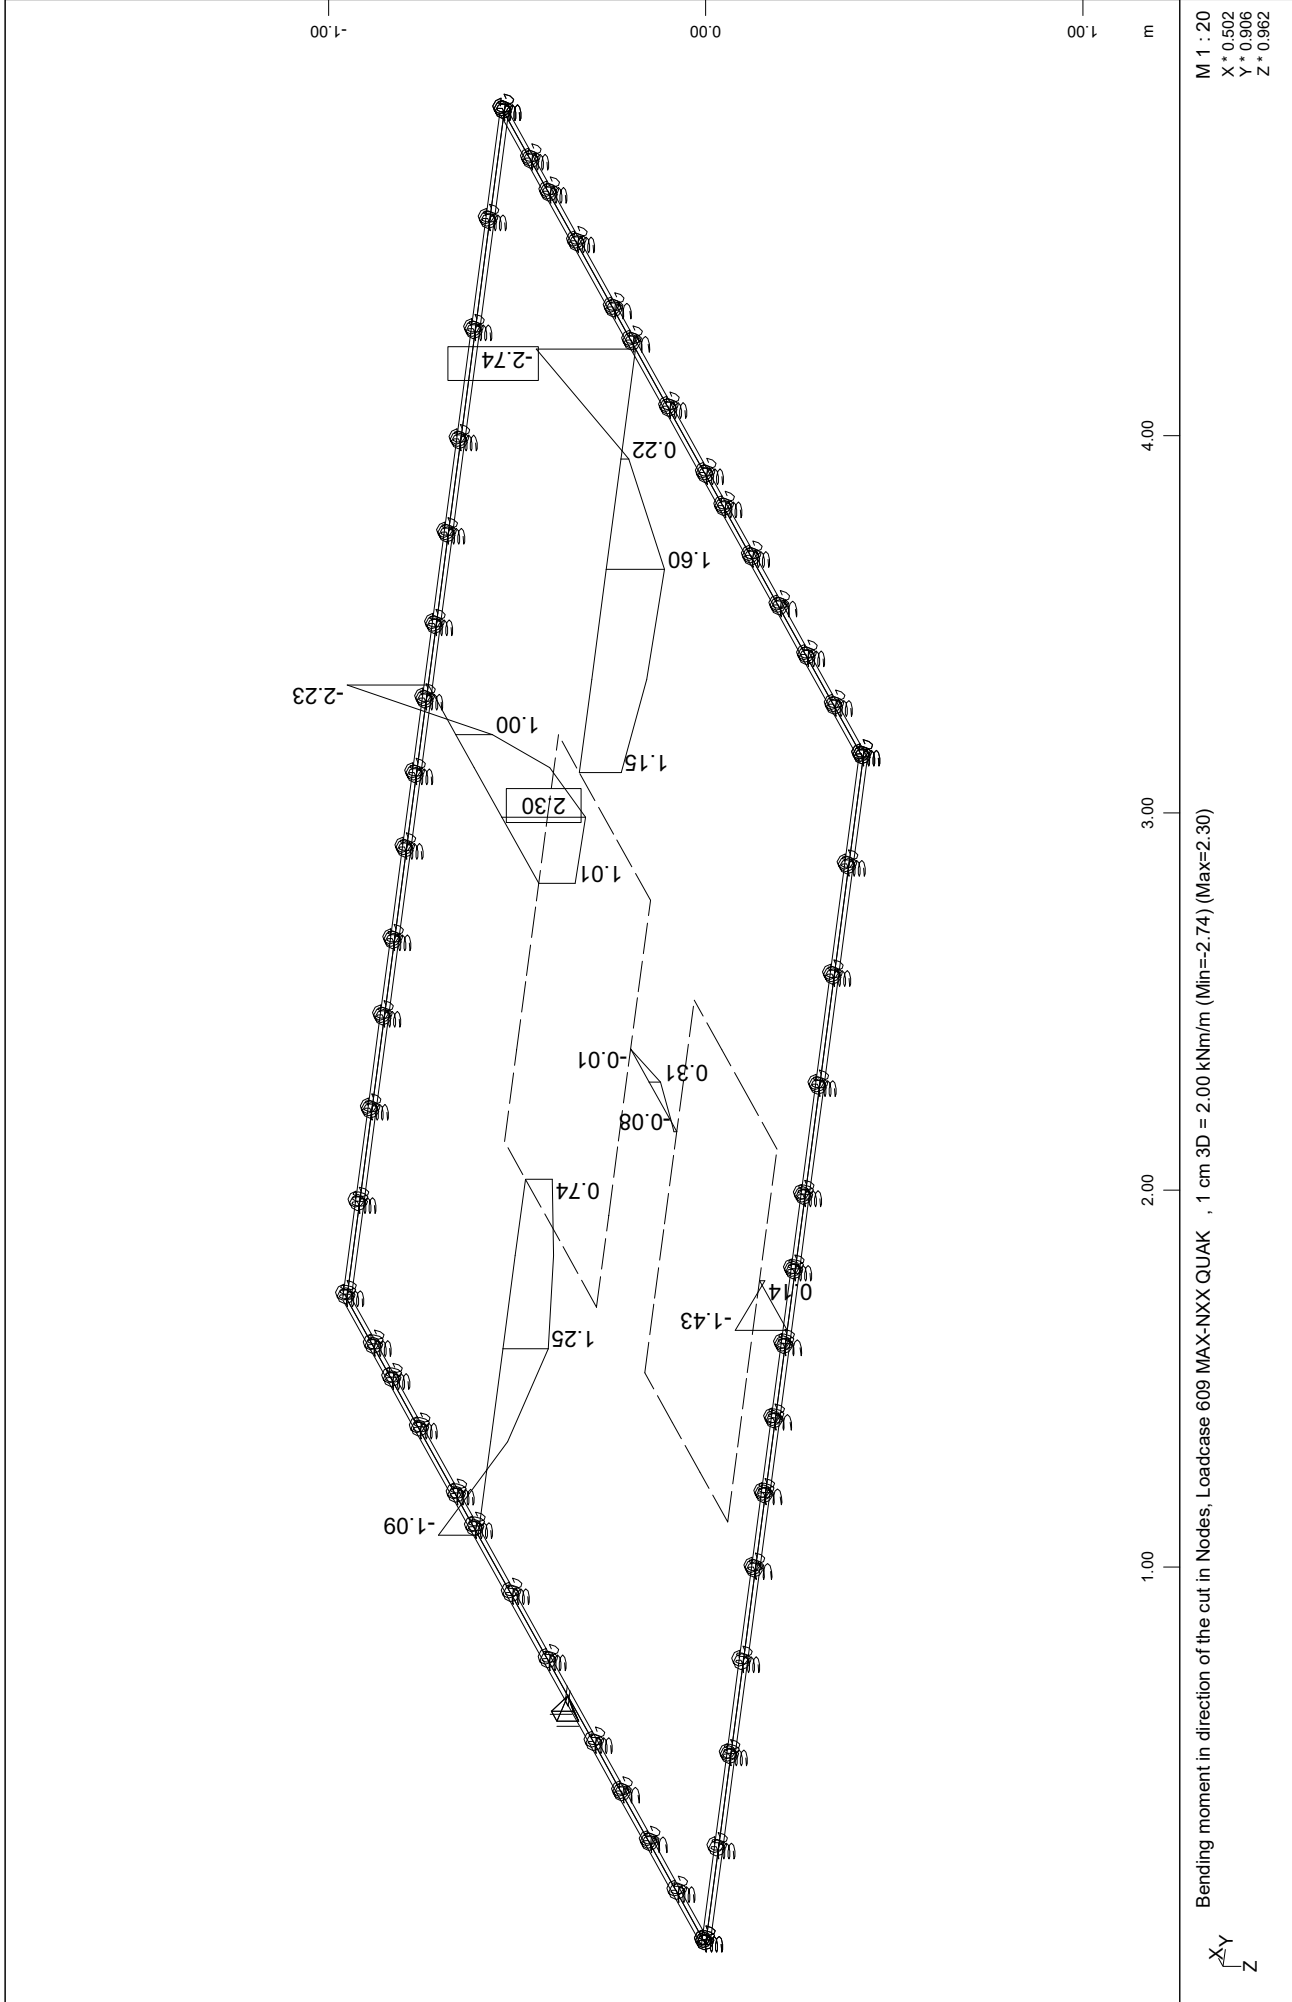 M 1 : 20
X * 0.502
Y * 0.906
Z * 0.962
-1.00
0.00
1.00
m
4.00
3.00
2.00
1.00
-2.74
0.22
1.60
1.15
-2.23
1.00
2.30
1.01
-0.01
0.31
-0.08
0.74
1.25
-1.09
0.14
-1.43
Bending moment in direction of the cut in Nodes, Loadcase 609 MAX-NXX QUAK , 1 cm 3D = 2.00 kNm/m (Min=-2.74) (Max=2.30)
X
Y
Z